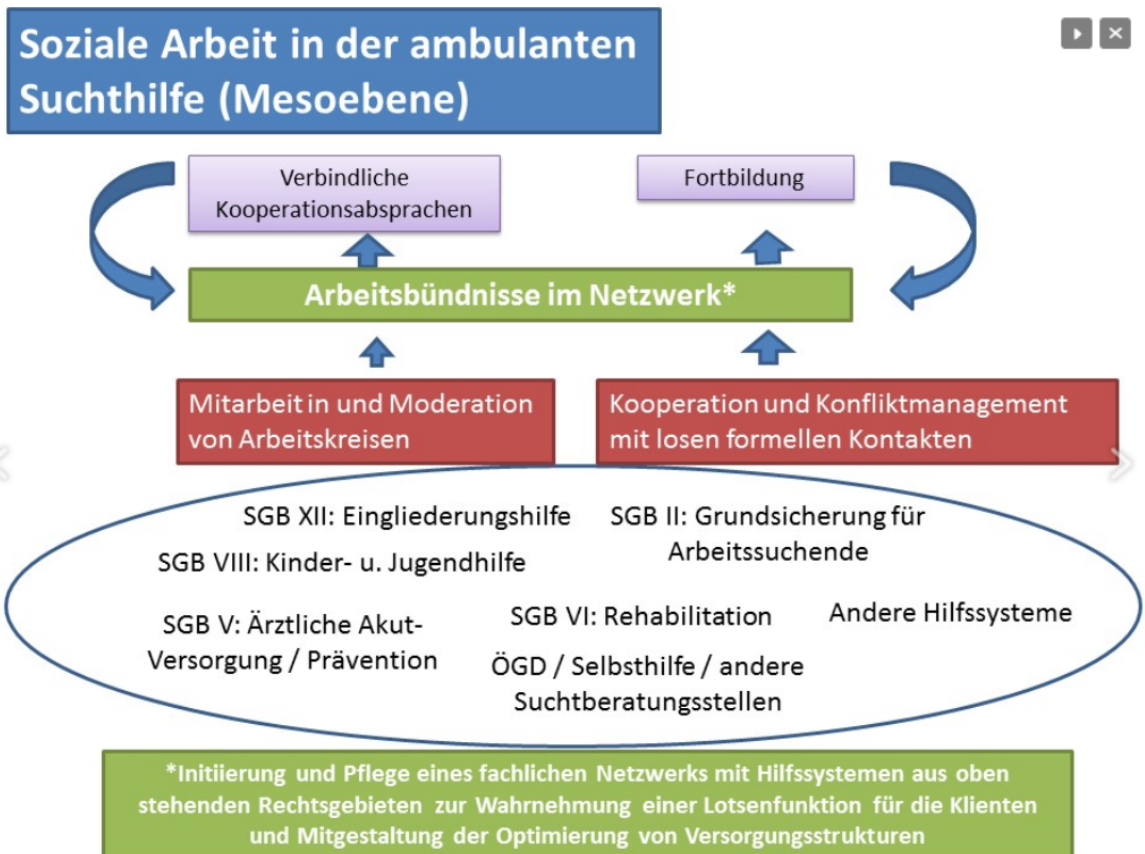 Soziale Arbeit in der ambulanten
Suchthilfe (Mesoebene)
Verbindliche
Kooperationsabsprachen
Fortbildung
Arbeitsbündnisse im Netzwerk*
Mitarbeit in und Moderation
von Arbeitskreisen
Kooperation und Konfliktmanagement
mit losen formellen Kontakten
SGB XII: Eingliederungshilfe
SGB II: Grundsicherung für
Arbeitssuchende
SGB VIII: Kinder- u. Jugendhilfe
SGB V: Ärztliche Akut-
Versorgung / Prävention
SGB VI: Rehabilitation
Andere Hilfssysteme
ÖGD / Selbsthilfe / andere
Suchtberatungsstellen
*Initiierung und Pflege eines fachlichen Netzwerks mit Hilfssystemen aus oben
stehenden Rechtsgebieten zur Wahrnehmung einer Lotsenfunktion für die Klienten
und Mitgestaltung der Optimierung von Versorgungsstrukturen